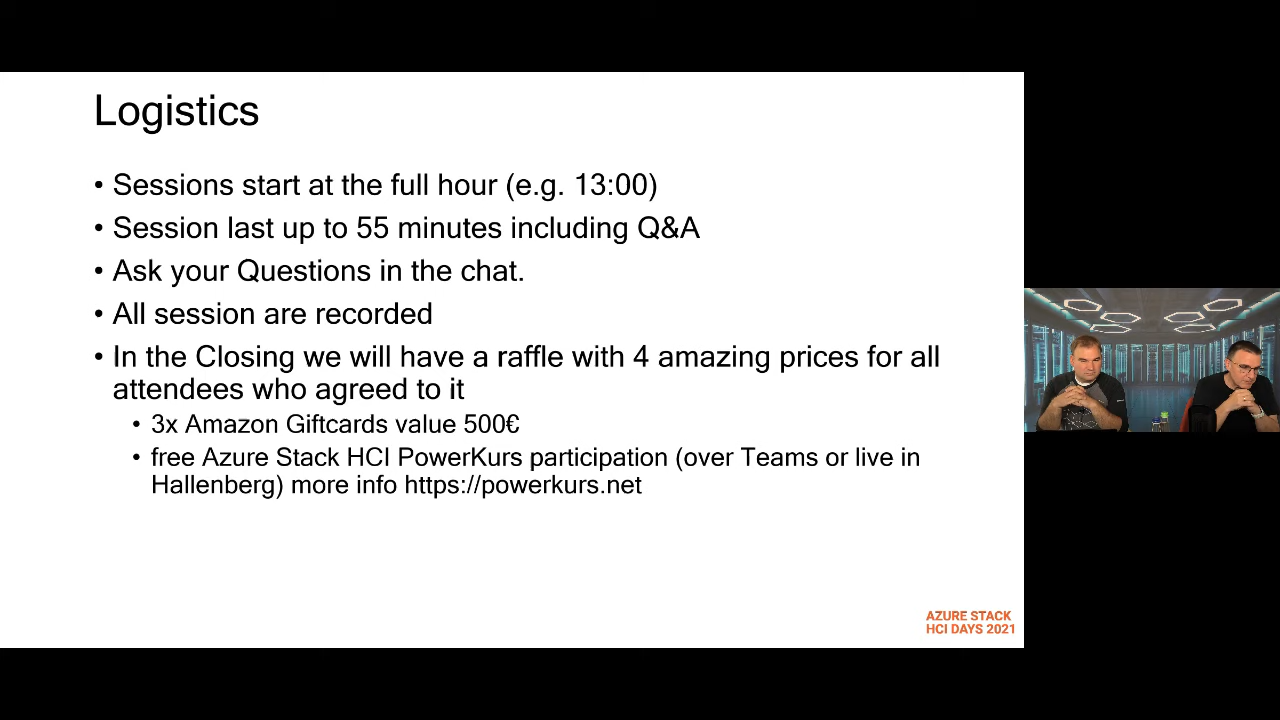 Logistics
• Sessions start at the full hour (e.g. 13:00)
• Session last up to 55 minutes including Q&A
• Ask your Questions in the chat.
• All session are recorded
• In the Closing we will have a raffle with 4 amazing prices for all
attendees who agreed to it
• 3x Amazon Giftcards value 500€
• free Azure Stack HCI PowerKurs participation (over Teams or live in
Hallenberg) more info https://powerkurs.net
AZURE STACK
HCI DAYS 2021